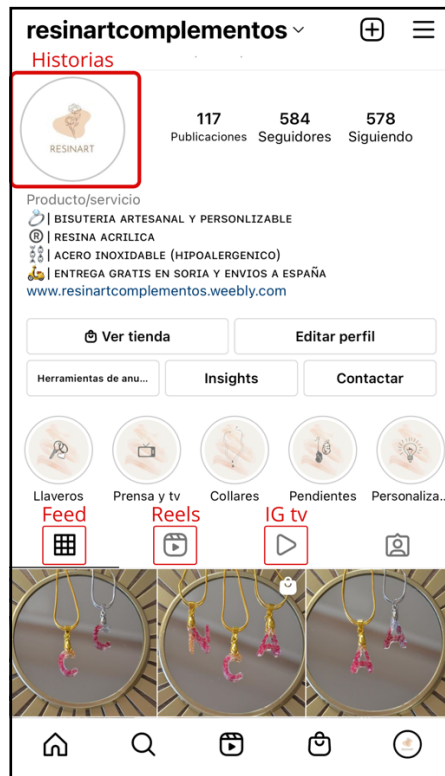 resinartcomplementos
Historias
RESINART
117 584 578
Publicaciones Seguidores Siguiendo
Producto/servicio
| BISUTERIA ARTESANAL Y PERSONLIZABLE
® | RESINA ACRILICA
| ACERO INOXIDABLE (HIPOALERGENICO)
| ENTREGA GRATIS EN SORIA Y ENVIOS A ESPAÑA
www.resinartcomplementos.weebly.com
Ver tienda Editar perfil
Herramientas de anu... Insights Contactar
Llaveros Prensa y tv Collares Pendientes Personaliza..
Feed Reels IG tv
C C N C A A A